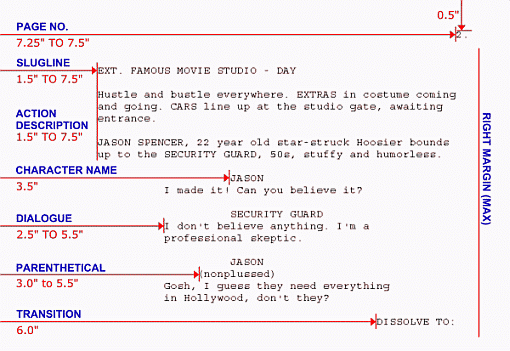 0.5"
PAGE NO.
7.25" TO 7.5"
2.
SLUGLINE
1.5" TO 7.5"
EXT. FAMOUS MOVIE STUDIO - DAY
Hustle and bustle everywhere. EXTRAS in costume coming
and going. CARS line up at the studio gate, awaiting
entrance.
ACTION
DESCRIPTION
1.5" TO 7.5"
JASON SPENCER, 22 year old star-struck Hoosier bounds
up to the SECURITY GUARD, 50s, stuffy and humorless.
CHARACTER NAME
3.5"
JASON
I made it! Can you believe it?
DIALOGUE
2.5" TO 5.5"
SECURITY GUARD
I don't believe anything. I'm a
professional skeptic.
PARENTHETICAL
3.0" to 5.5"
JASON
(nonplussed)
Gosh, I guess they need everything
in Hollywood, don't they?
TRANSITION
6.0"
DISSOLVE TO:
RIGHT MARGIN (MAX)